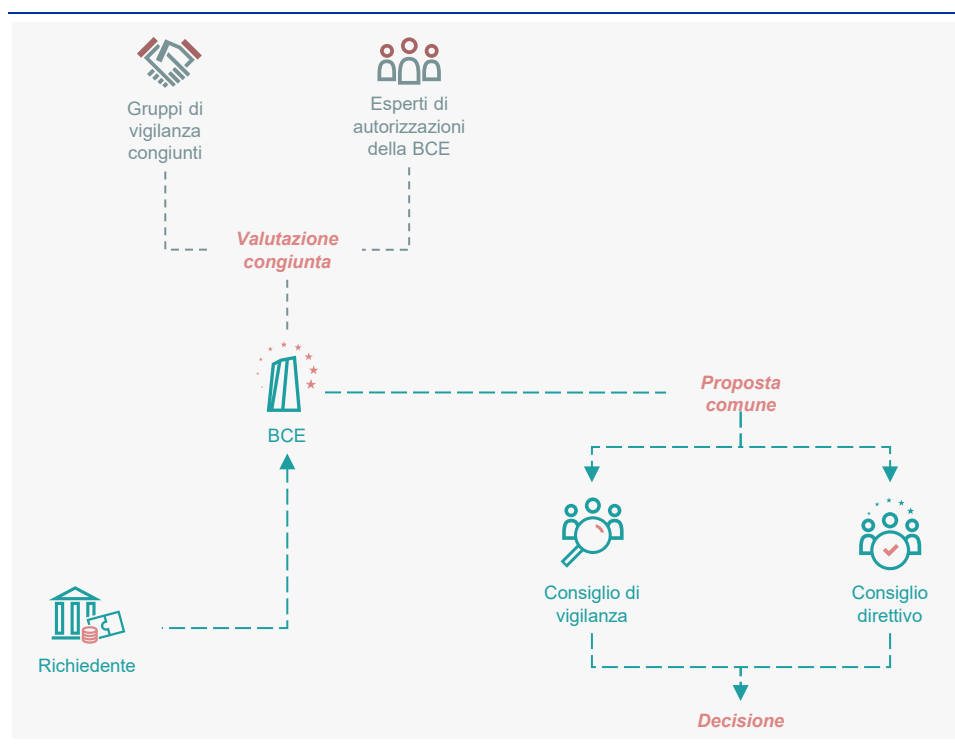 Gruppi di
vigilanza
congiunti
Esperti di
autorizzazioni
della BCE
Valutazione
congiunta
BCE
Proposta
comune
Richiedente
Consiglio di
vigilanza
Consiglio
direttivo
Decisione